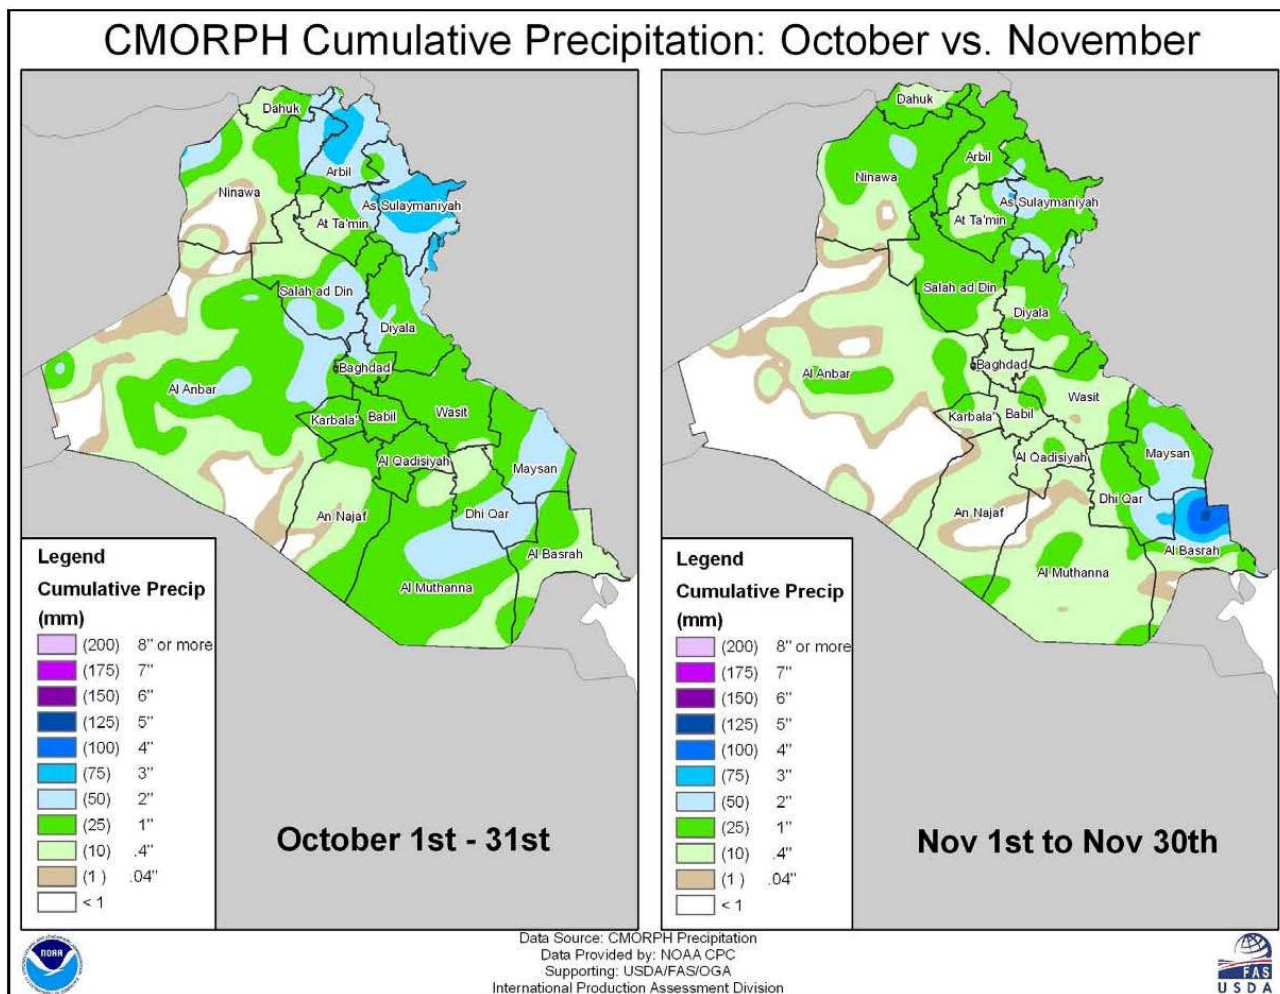 CMORPH Cumulative Precipitation: October vs. November
Dahuk
Arbil
Ninawa
As Sulaymaniyah
At Ta'min
Salah ad Din
Diyala
Baghdad
Al Anbar
Karbala'
Babil
Wasit
Al Qadisiyah
Maysan
Dhi Qar
An Najaf
Al Basrah
Al Muthanna
Legend
Cumulative Precip
(mm)
(200) 8" or more
(175) 7"
(150) 6"
(125) 5"
(100) 4"
(75) 3"
(50) 2"
(25) 1"
(10) .4"
(1 ) .04"
< 1
October 1st - 31st
Dahuk
Arbil
Ninawa
As Sulaymaniyah
At Ta'min
Salah ad Din
Diyala
Baghdad
Al Anbar
Karbala'
Babil
Wasit
Al Qadisiyah
Maysan
Dhi Qar
An Najaf
Al Basrah
Al Muthanna
Legend
Cumulative Precip
(mm)
(200) 8" or more
(175) 7"
(150) 6"
(125) 5"
(100) 4"
(75) 3"
(50) 2"
(25) 1"
(10) .4"
(1 ) .04"
< 1
Nov 1st to Nov 30th
NOAA
Data Source: CMORPH Precipitation
Data Provided by: NOAA CPC
Supporting: USDA/FAS/OGA
International Production Assessment Division
FAS
USDA